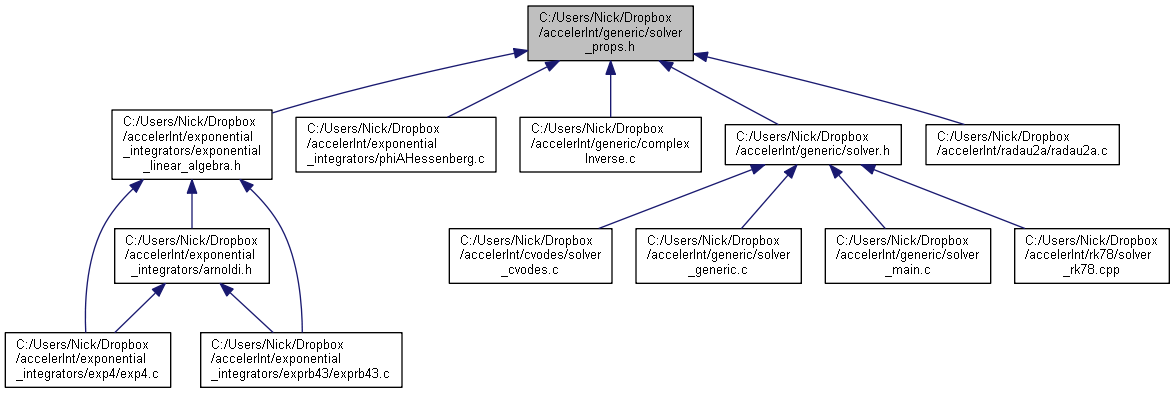 C:/Users/Nick/Dropbox
/accelerInt/generic/solver
_props.h
C:/Users/Nick/Dropbox
/accelerInt/exponential
_integrators/exponential
_linear_algebra.h
C:/Users/Nick/Dropbox
/accelerInt/exponential
_integrators/phiAHessenberg.c
C:/Users/Nick/Dropbox
/accelerInt/generic/complex
Inverse.c
C:/Users/Nick/Dropbox
/accelerInt/generic/solver.h
C:/Users/Nick/Dropbox
/accelerInt/radau2a/radau2a.c
C:/Users/Nick/Dropbox
/accelerInt/exponential
_integrators/arnoldi.h
C:/Users/Nick/Dropbox
/accelerInt/cvodes/solver
_cvodes.c
C:/Users/Nick/Dropbox
/accelerInt/generic/solver
_generic.c
C:/Users/Nick/Dropbox
/accelerInt/generic/solver
_main.c
C:/Users/Nick/Dropbox
/accelerInt/rk78/solver
_rk78.cpp
C:/Users/Nick/Dropbox
/accelerInt/exponential
_integrators/exp4/exp4.c
C:/Users/Nick/Dropbox
/accelerInt/exponential
_integrators/exprb43/exprb43.c